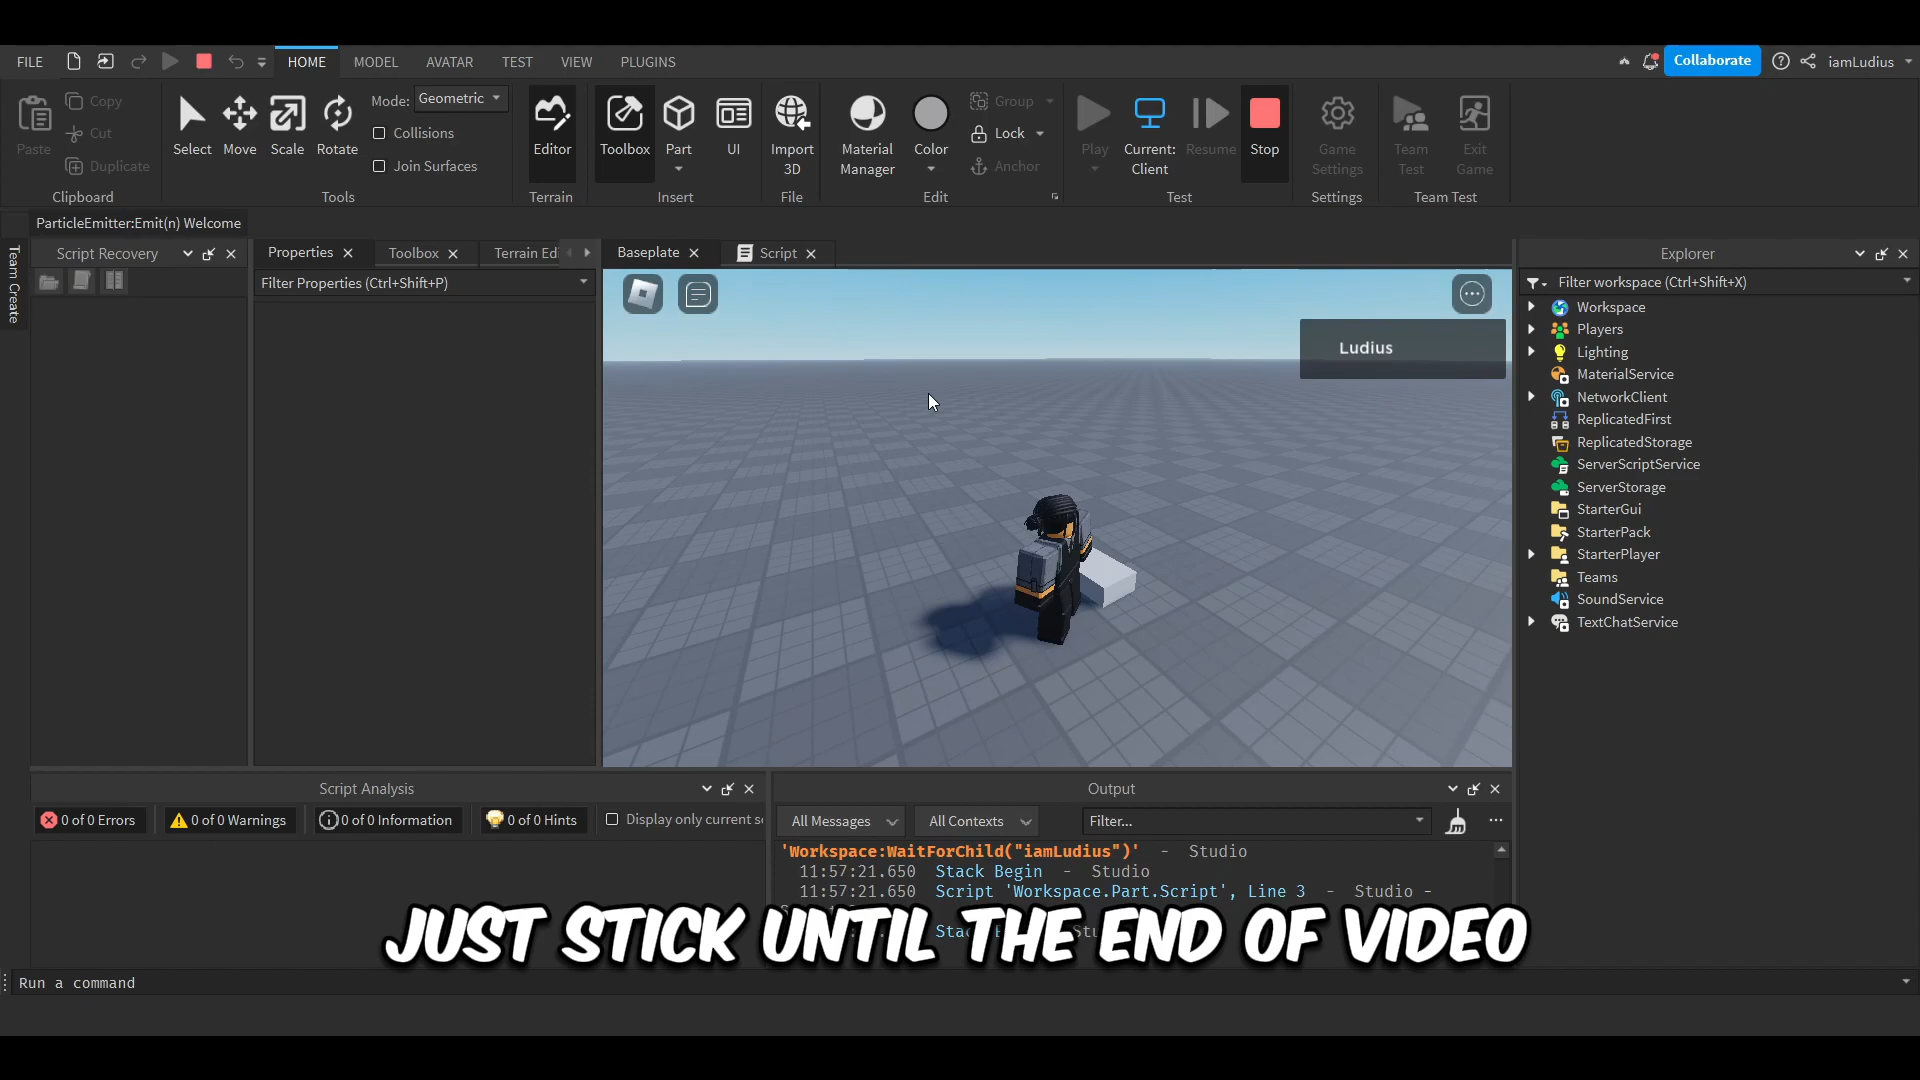 FILE
HOME
MODEL
AVATAR
TEST
VIEW
PLUGINS
Collaborate
iamLudius
Paste
Copy
Cut
Duplicate
Clipboard
Select
Move
Scale
Rotate
Mode: Geometric
Collisions
Join Surfaces
Tools
Editor
Terrain
Toolbox
Part
UI
Insert
Import
3D
File
Material
Manager
Color
Group
Lock
Anchor
Edit
Play
Current:
Client
Resume
Stop
Test
Game
Settings
Settings
Team
Test
Exit
Game
Team Test
ParticleEmitter:Emit(n) Welcome
Team Create
Script Recovery
Properties
Toolbox
Terrain Ed
Filter Properties (Ctrl+Shift+P)
Baseplate
Script
Ludius
Explorer
Filter workspace (Ctrl+Shift+X)
Workspace
Players
Lighting
MaterialService
NetworkClient
ReplicatedFirst
ReplicatedStorage
ServerScriptService
ServerStorage
StarterGui
StarterPack
StarterPlayer
Teams
SoundService
TextChatService
Script Analysis
0 of 0 Errors
0 of 0 Warnings
0 of 0 Information
0 of 0 Hints
Display only current s
Output
All Messages
All Contexts
Filter...
'Workspace:WaitForChild("iamLudius")' - Studio
11:57:21.650 Stack Begin - Studio
11:57:21.650 Script 'Workspace.Part.Script', Line 3 - Studio -
JUST STICK UNTIL THE END OF VIDEO
Run a command